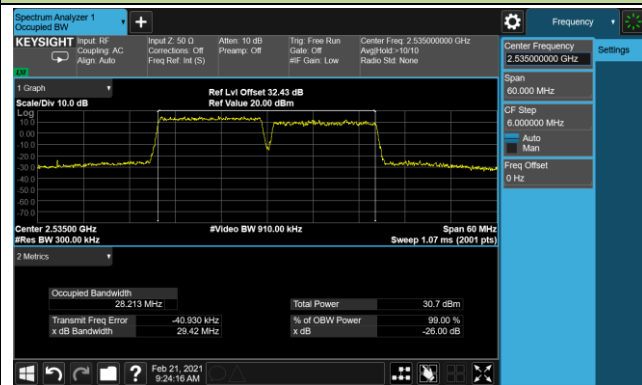 Spectrum Analyzer 1
Occupied BW
Frequency
KEYSIGHT
Input: RF
Coupling: AC
Align: Auto
Input Z: 50 Ω
Corrections: Off
Freq Ref: Int (S)
Atten: 10 dB
Preamp: Off
Trig: Free Run
Gate: Off
#IF Gain: Low
Center Freq: 2.535000000 GHz
Avg|Hold:>10/10
Radio Std: None
Center Frequency
2.535000000 GHz
Settings
Span
60.000 MHz
CF Step
6.000000 MHz
Auto
Man
Freq Offset
0 Hz
1 Graph
Scale/Div 10.0 dB
Ref Lvl Offset 32.43 dB
Ref Value 20.00 dBm
Log
10.0
0.00
-10.0
-20.0
-30.0
-40.0
-50.0
-60.0
-70.0
Center 2.53500 GHz
#Res BW 300.00 kHz
#Video BW 910.00 kHz
Span 60 MHz
Sweep 1.07 ms (2001 pts)
2 Metrics
Occupied Bandwidth
28.213 MHz
Total Power 30.7 dBm
Transmit Freq Error -40.930 kHz
% of OBW Power 99.00 %
x dB Bandwidth 29.42 MHz
x dB -26.00 dB
?
Feb 21, 2021
9:24:16 AM